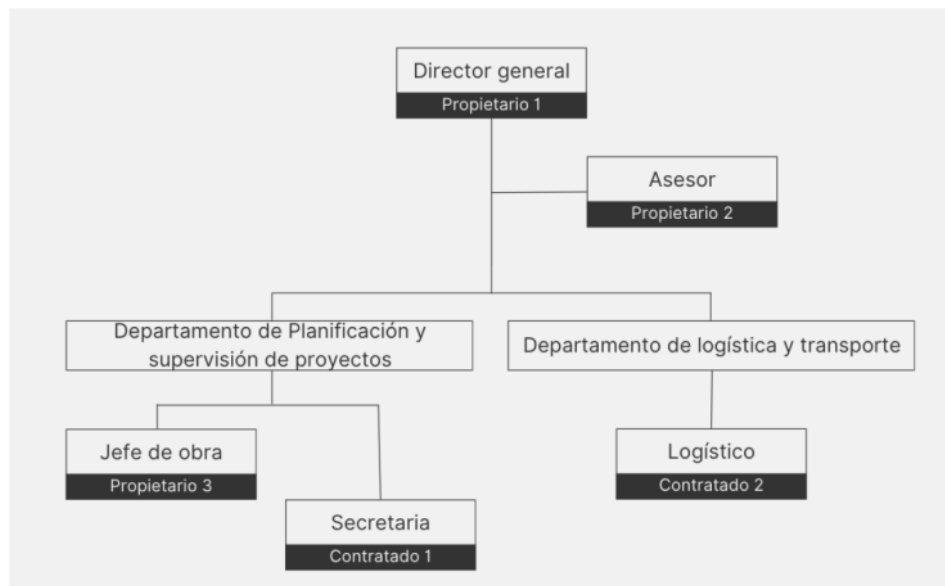 Director general
Propietario 1
Asesor
Propietario 2
Departamento de Planificación y
supervisión de proyectos
Departamento de logística y transporte
Jefe de obra
Propietario 3
Logístico
Contratado 2
Secretaria
Contratado 1